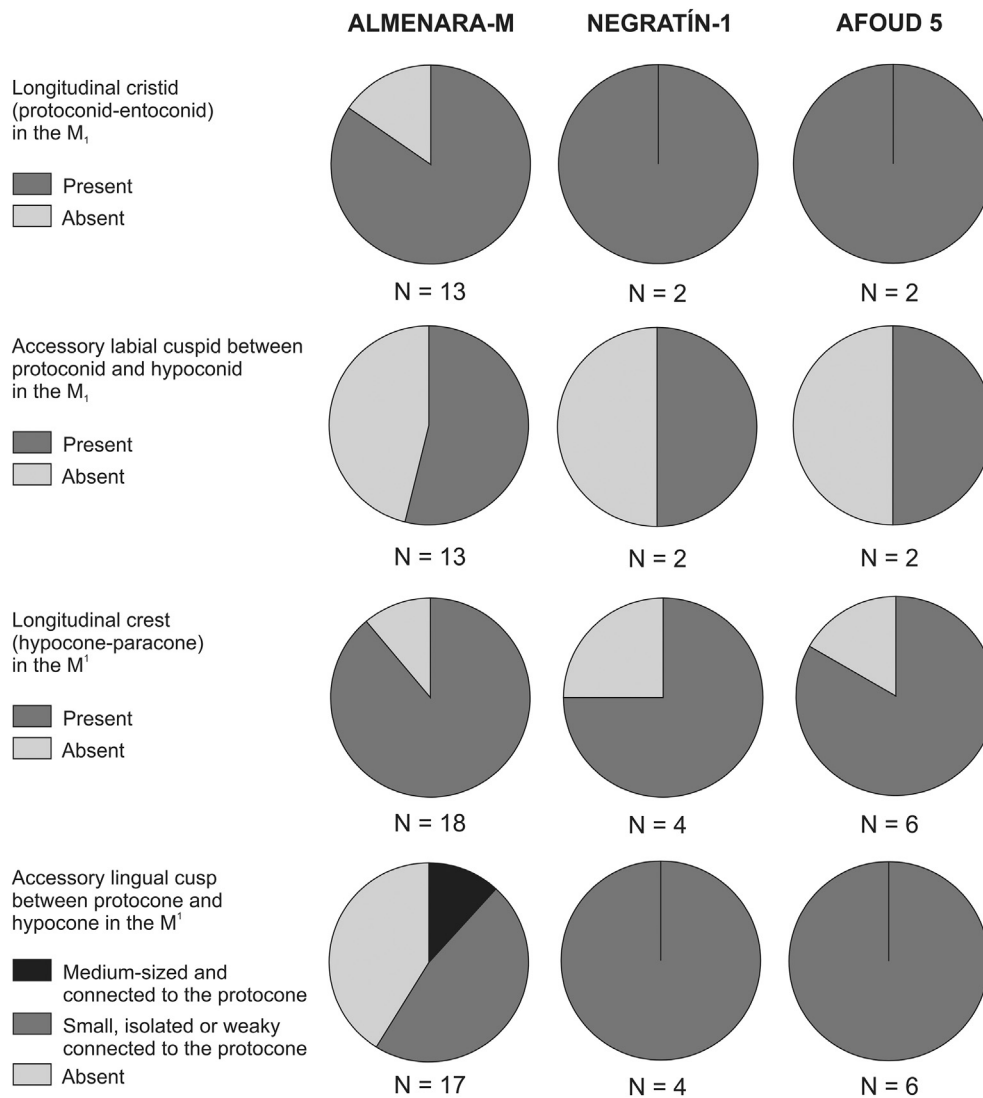 ALMENARA-M NEGRATÍN-1 AFOUD 5
Longitudinal cristid
(protoconid-entoconid)
in the M₁
Present
Absent
N = 13 N = 2 N = 2
Accessory labial cuspid between
protoconid and hypoconid
in the M₁
Present
Absent
N = 13 N = 2 N = 2
Longitudinal crest
(hypocone-paracone)
in the M¹
Present
Absent
N = 18 N = 4 N = 6
Accessory lingual cusp
between protocone and
hypocone in the M¹
Medium-sized and
connected to the protocone
Small, isolated or weaky
connected to the protocone
Absent
N = 17 N = 4 N = 6